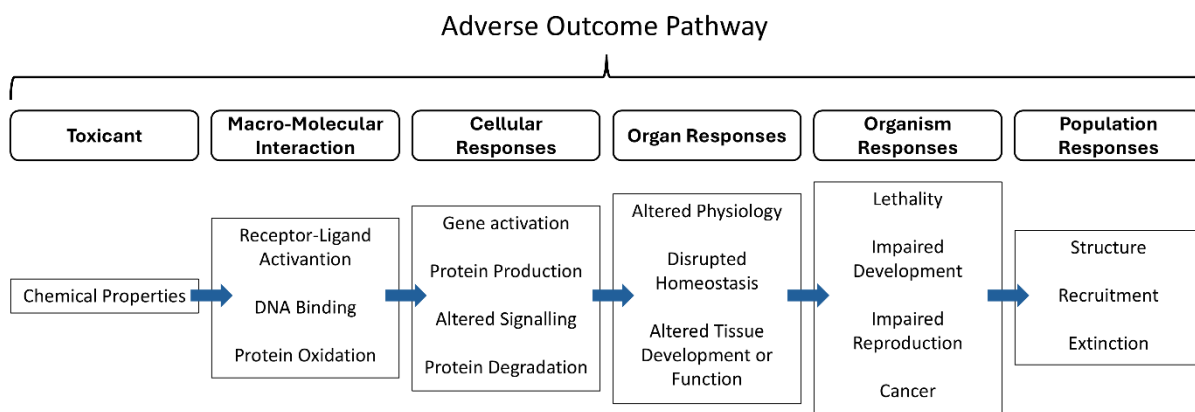 Adverse Outcome Pathway
Toxicant
Macro-Molecular
Interaction
Cellular
Responses
Organ Responses
Organism
Responses
Population
Responses
Chemical Properties
Receptor-Ligand
Activantion
DNA Binding
Protein Oxidation
Gene activation
Protein Production
Altered Signalling
Protein Degradation
Altered Physiology
Disrupted
Homeostasis
Altered Tissue
Development or
Function
Lethality
Impaired
Development
Impaired
Reproduction
Cancer
Structure
Recruitment
Extinction